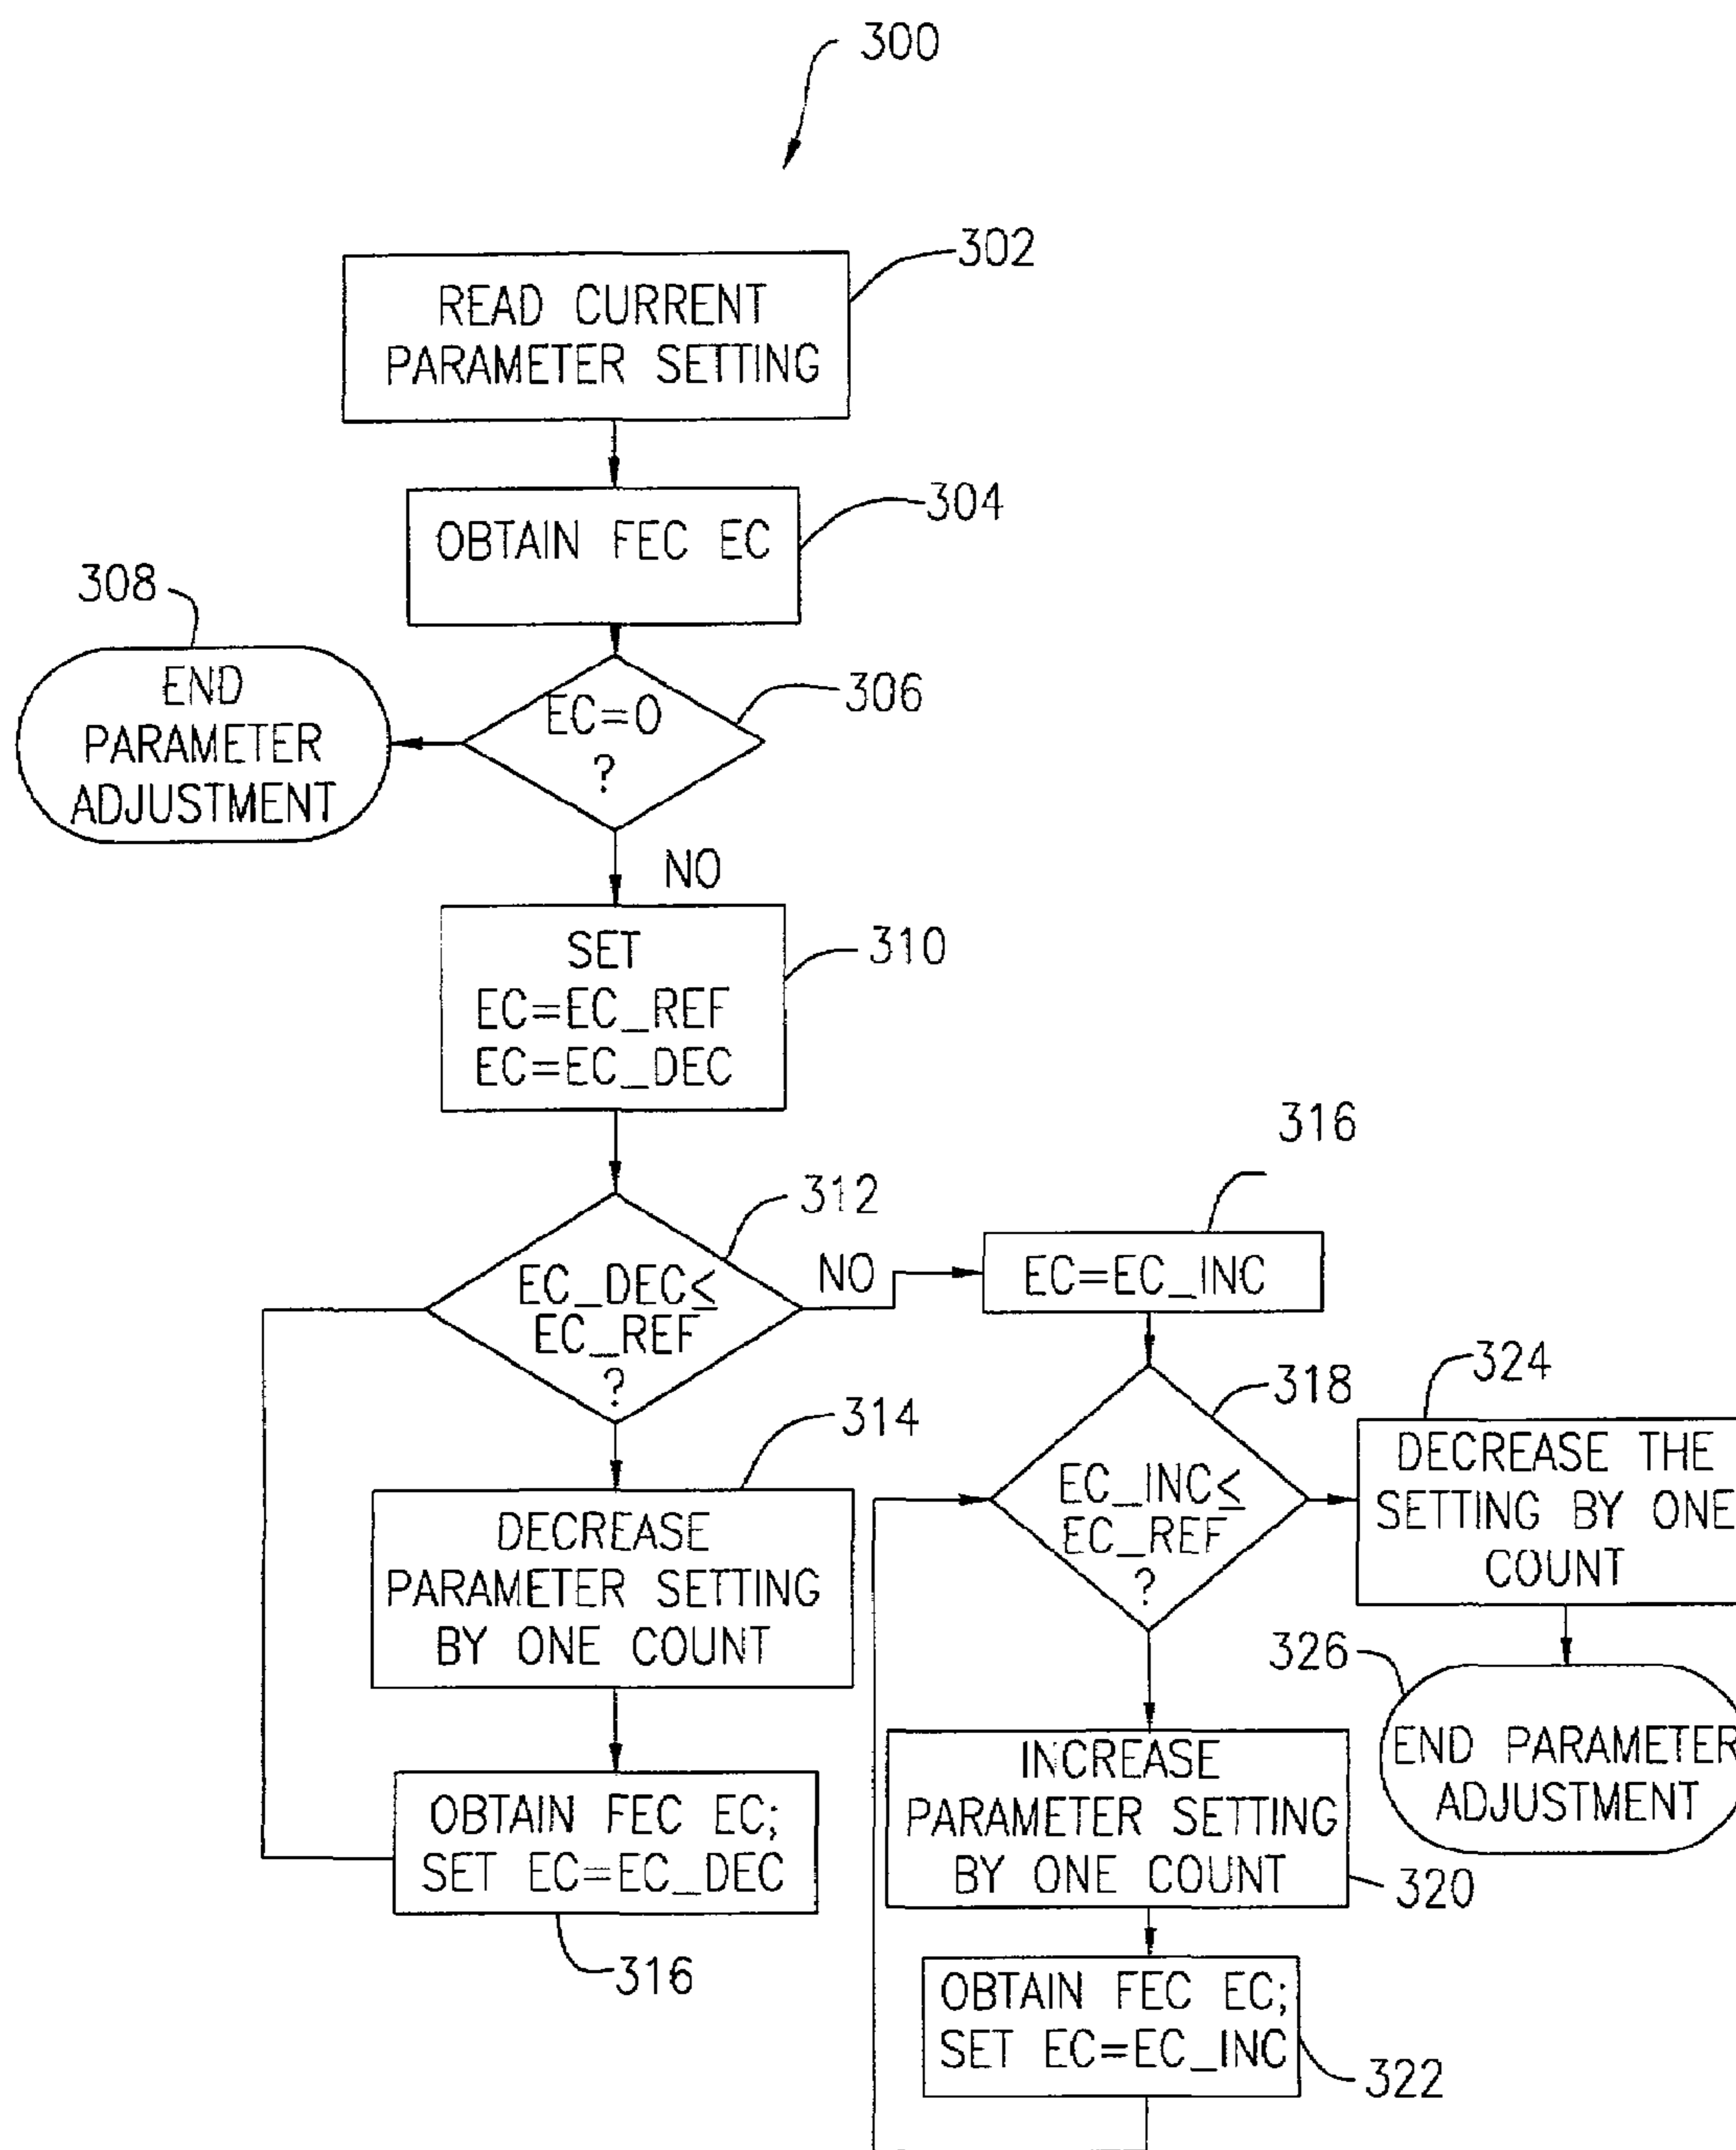 300
302
READ CURRENT
PARAMETER SETTING
304
OBTAIN FEC EC
308
END
PARAMETER
ADJUSTMENT
306
EC=0
?
NO
310
SET
EC=EC_REF
EC=EC_DEC
316
312
EC_DEC≤
EC_REF
?
NO
EC=EC_INC
314
318
324
EC_INC≤
EC_REF
?
DECREASE THE
SETTING BY ONE
COUNT
DECREASE
PARAMETER SETTING
BY ONE COUNT
326
END PARAMETER
ADJUSTMENT
INCREASE
PARAMETER SETTING
BY ONE COUNT
320
OBTAIN FEC EC;
SET EC=EC_DEC
316
OBTAIN FEC EC;
SET EC=EC_INC
322